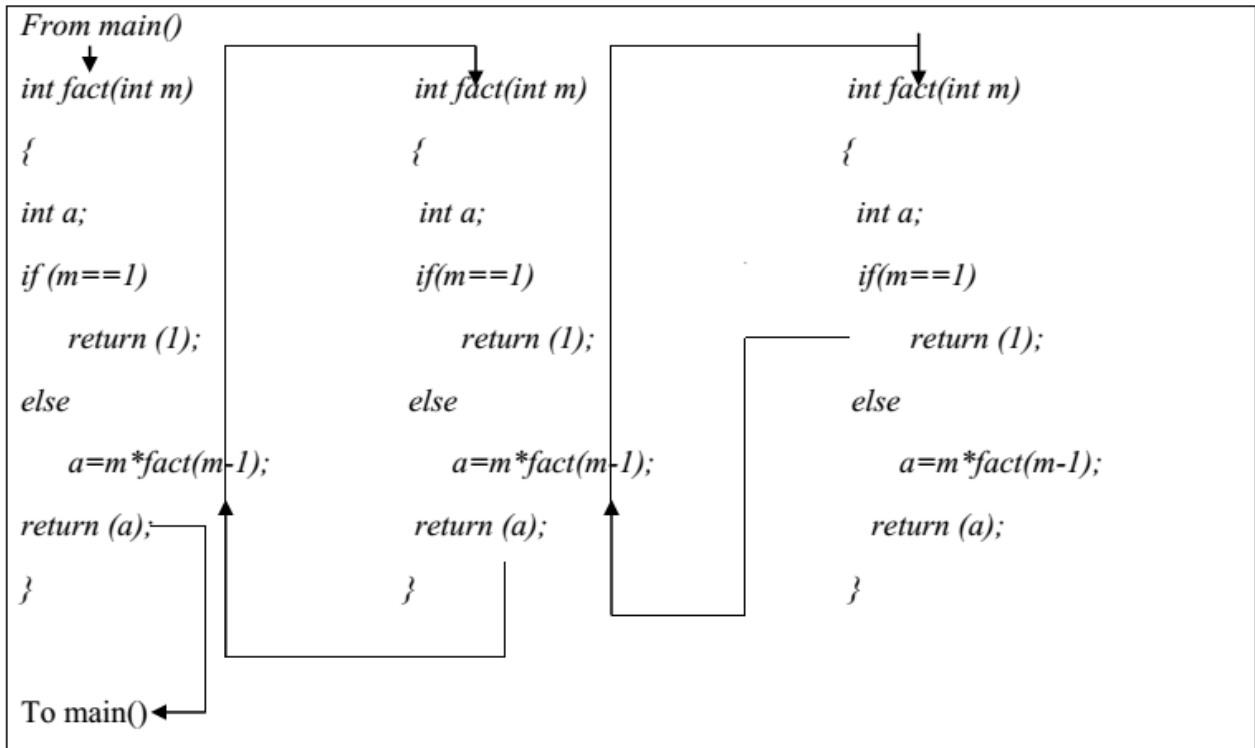 From main()
int fact(int m) int fact(int m) int fact(int m)
{ { {
int a; int a; int a;
if (m==1) if(m==1) if(m==1)
return (1); return (1); return (1);
else else else
a=m*fact(m-1); a=m*fact(m-1); a=m*fact(m-1);
return (a); return (a); return (a);
} } }
To main()